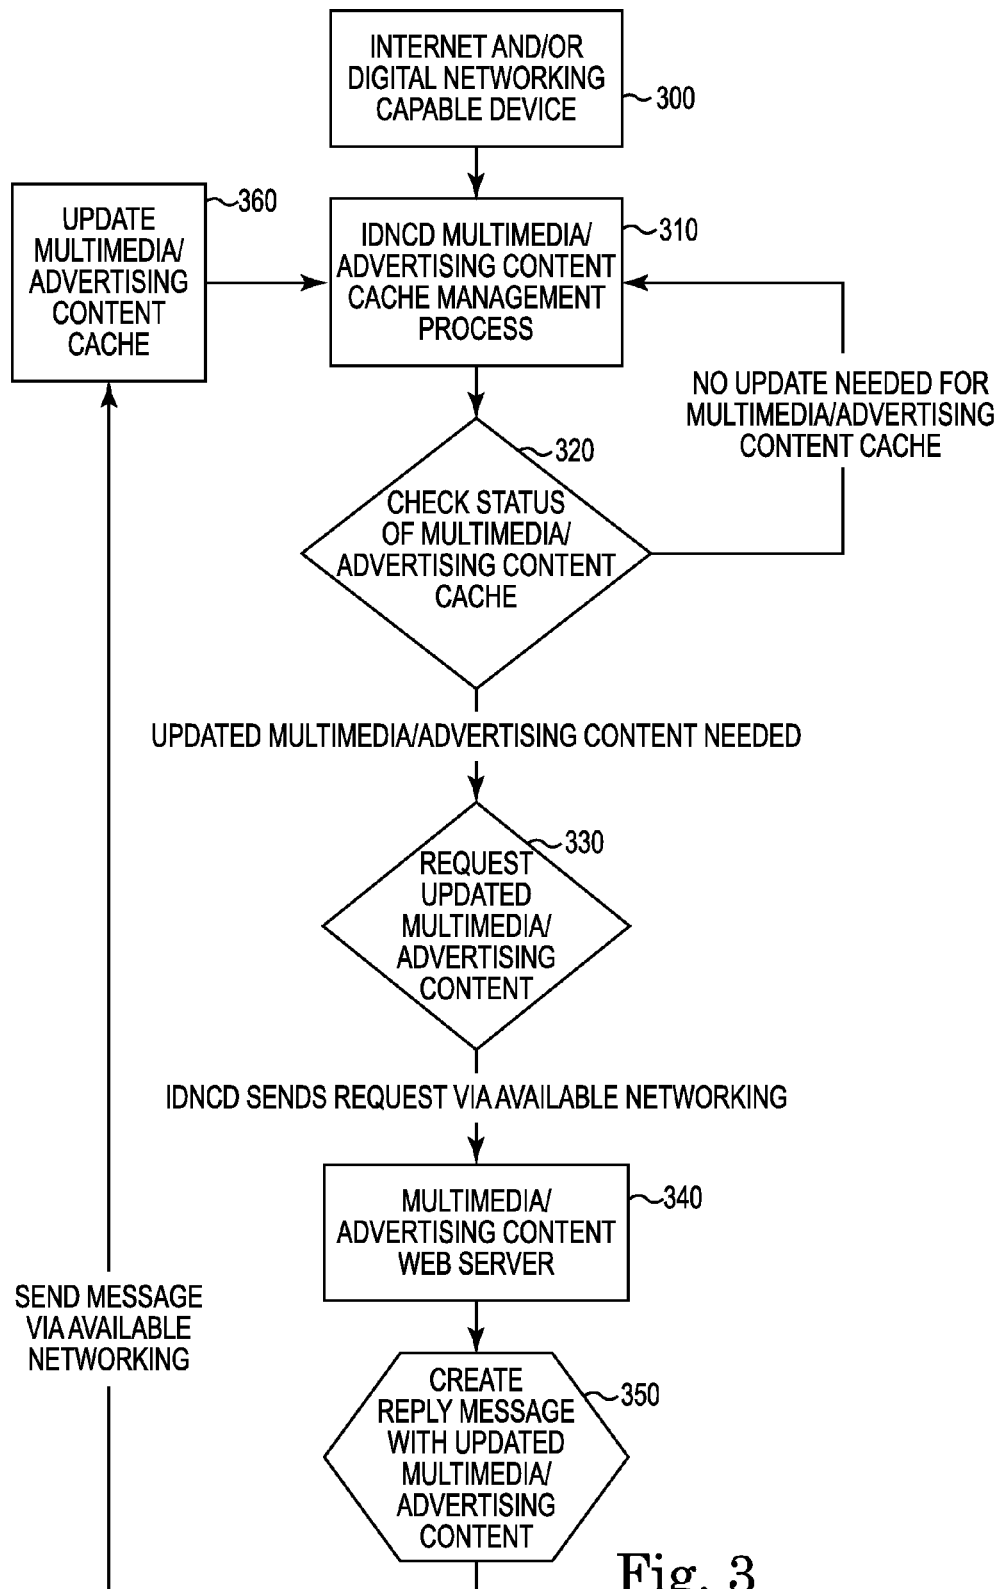 INTERNET AND/OR
DIGITAL NETWORKING
CAPABLE DEVICE
300
UPDATE
MULTIMEDIA/
ADVERTISING
CONTENT
CACHE
360
IDNCD MULTIMEDIA/
ADVERTISING CONTENT
CACHE MANAGEMENT
PROCESS
310
NO UPDATE NEEDED FOR
MULTIMEDIA/ADVERTISING
CONTENT CACHE
320
CHECK STATUS
OF MULTIMEDIA/
ADVERTISING CONTENT
CACHE
UPDATED MULTIMEDIA/ADVERTISING CONTENT NEEDED
330
REQUEST
UPDATED
MULTIMEDIA/
ADVERTISING
CONTENT
IDNCD SENDS REQUEST VIA AVAILABLE NETWORKING
MULTIMEDIA/
ADVERTISING CONTENT
WEB SERVER
340
SEND MESSAGE
VIA AVAILABLE
NETWORKING
CREATE
REPLY MESSAGE
WITH UPDATED
MULTIMEDIA/
ADVERTISING
CONTENT
350
Fig. 3